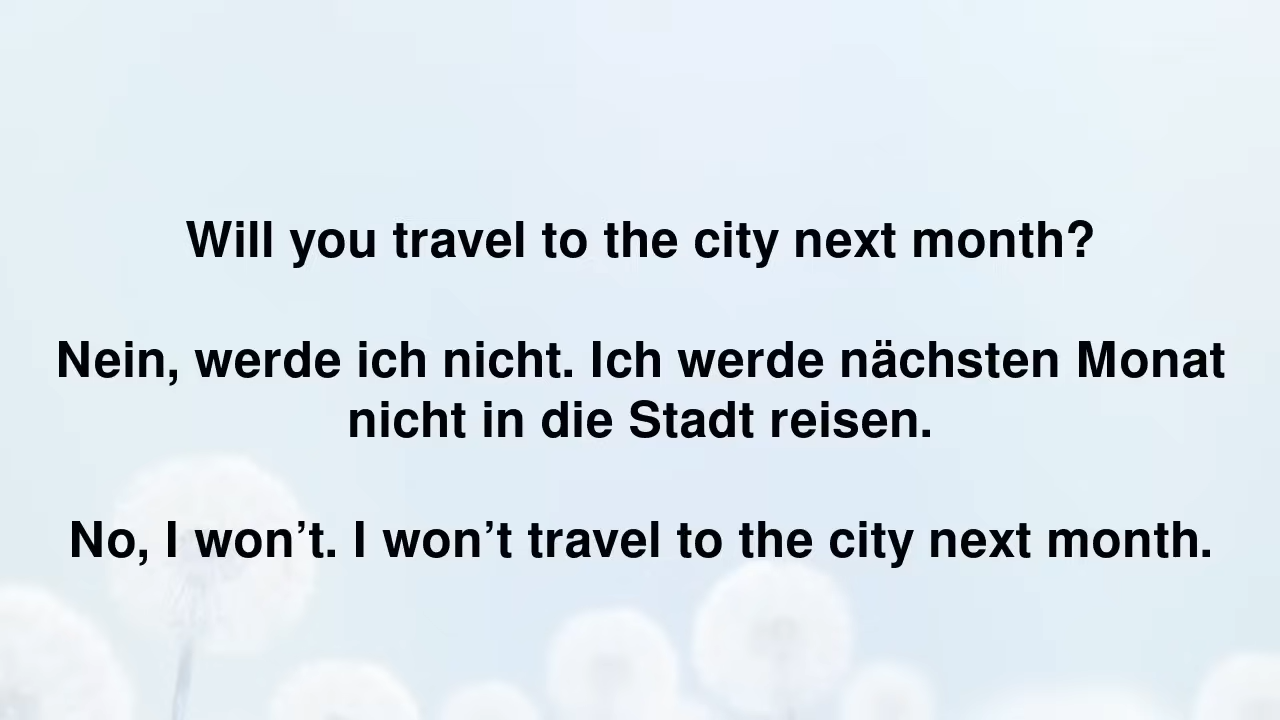 Will you travel to the city next month?
Nein, werde ich nicht. Ich werde nächsten Monat
nicht in die Stadt reisen.
No, I won’t. I won’t travel to the city next month.